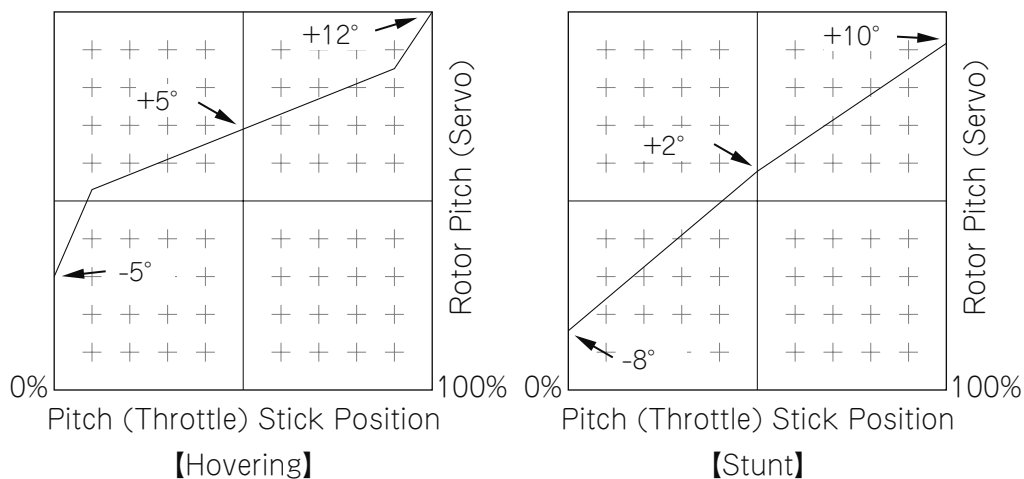 +12°
+5°
-5°
Rotor Pitch (Servo)
0%
100%
Pitch (Throttle) Stick Position
【Hovering】
+10°
+2°
-8°
Rotor Pitch (Servo)
0%
100%
Pitch (Throttle) Stick Position
【Stunt】